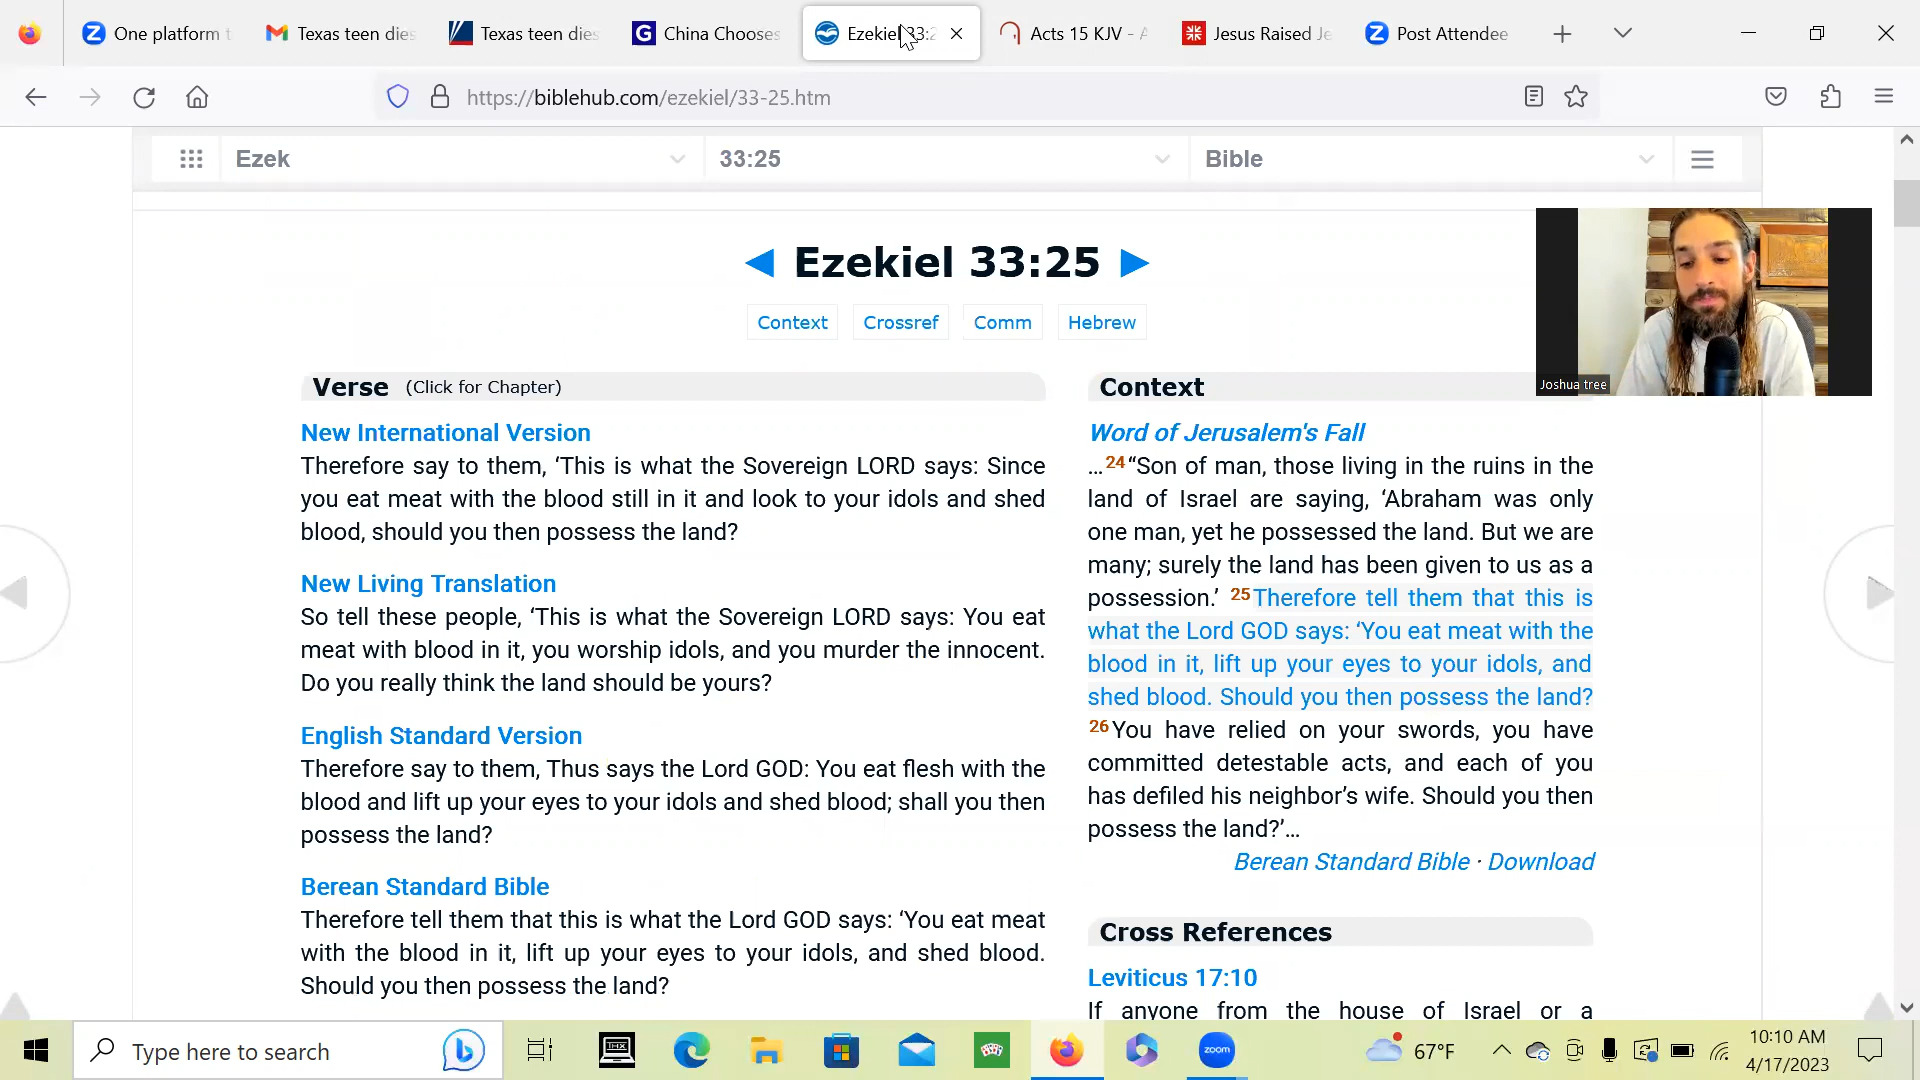 One platform t
Texas teen dies
Texas teen dies
China Chooses
Ezekiel 33:2
Acts 15 KJV - A
Jesus Raised Je
Post Attendee
https://biblehub.com/ezekiel/33-25.htm
Ezek
33:25
Bible
Ezekiel 33:25
Context
Crossref
Comm
Hebrew
Verse (Click for Chapter)
New International Version
Therefore say to them, ‘This is what the Sovereign LORD says: Since
you eat meat with the blood still in it and look to your idols and shed
blood, should you then possess the land?
New Living Translation
So tell these people, ‘This is what the Sovereign LORD says: You eat
meat with blood in it, you worship idols, and you murder the innocent.
Do you really think the land should be yours?
English Standard Version
Therefore say to them, Thus says the Lord GOD: You eat flesh with the
blood and lift up your eyes to your idols and shed blood; shall you then
possess the land?
Berean Standard Bible
Therefore tell them that this is what the Lord GOD says: ‘You eat meat
with the blood in it, lift up your eyes to your idols, and shed blood.
Should you then possess the land?
Context
Word of Jerusalem's Fall
…24“Son of man, those living in the ruins in the
land of Israel are saying, ‘Abraham was only
one man, yet he possessed the land. But we are
many; surely the land has been given to us as a
possession.’ 25Therefore tell them that this is
what the Lord GOD says: ‘You eat meat with the
blood in it, lift up your eyes to your idols, and
shed blood. Should you then possess the land?
26You have relied on your swords, you have
committed detestable acts, and each of you
has defiled his neighbor’s wife. Should you then
possess the land?’…
Berean Standard Bible · Download
Cross References
Leviticus 17:10
If anyone from the house of Israel or a
Joshua tree
Type here to search
zoom
67°F
10:10 AM
4/17/2023